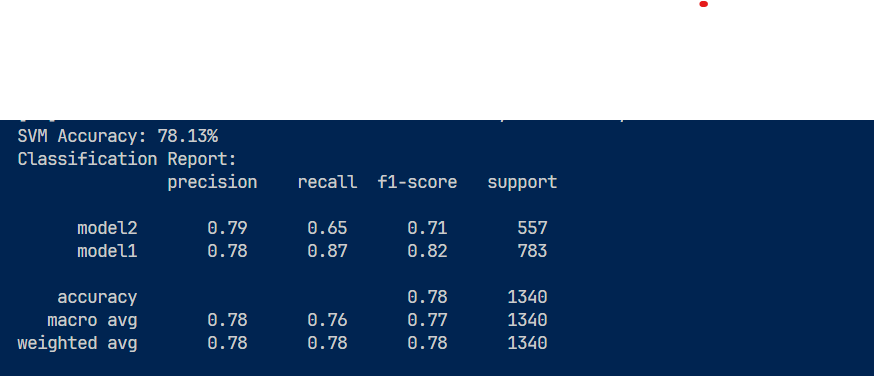 SVM Accuracy: 78.13%
Classification Report:
precision recall f1-score support
model2 0.79 0.65 0.71 557
model1 0.78 0.87 0.82 783
accuracy 0.78 1340
macro avg 0.78 0.76 0.77 1340
weighted avg 0.78 0.78 0.78 1340